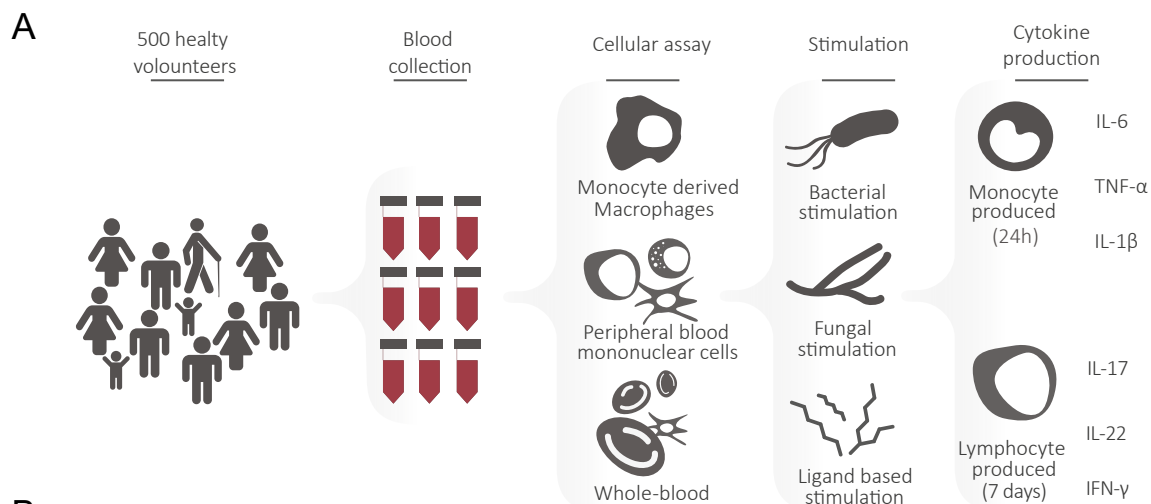 A
500 healty
volounteers
Blood
collection
Cellular assay
Stimulation
Cytokine
production
Monocyte derived
Macrophages
Peripheral blood
mononuclear cells
Whole-blood
Bacterial
stimulation
Fungal
stimulation
Ligand based
stimulation
Monocyte
produced
(24h)
IL-6
TNF-α
IL-1β
Lymphocyte
produced
(7 days)
IL-17
IL-22
IFN-γ